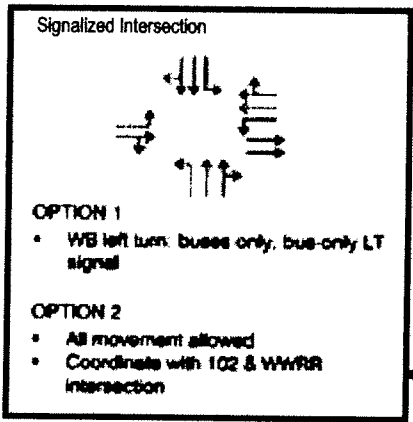 Signalized Intersection
OPTION 1
• WB left turn: buses only, bus-only LT
signal
OPTION 2
• All movement allowed
• Coordinate with 102 & WWRR
intersection